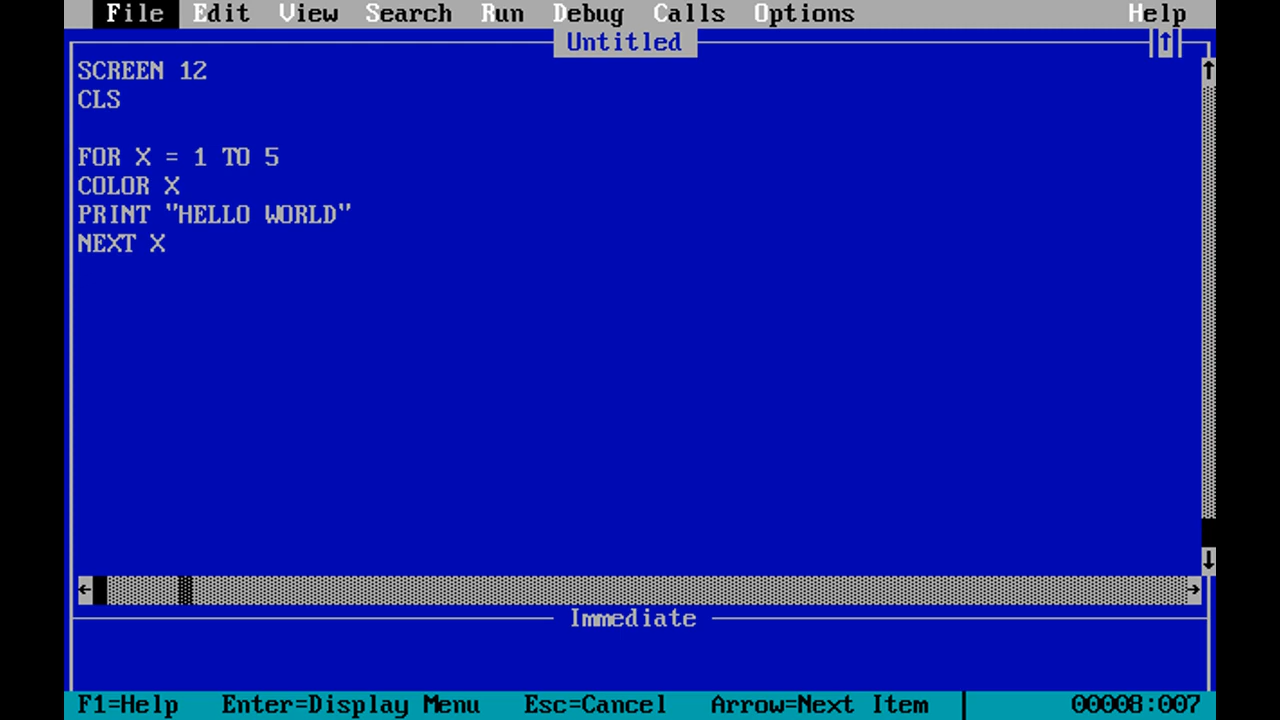 File Edit View Search Run Debug Calls Options Help
Untitled
SCREEN 12
CLS
FOR X = 1 TO 5
COLOR X
PRINT "HELLO WORLD"
NEXT X
Immediate
F1=Help Enter=Display Menu Esc=Cancel Arrow=Next Item 00008:007